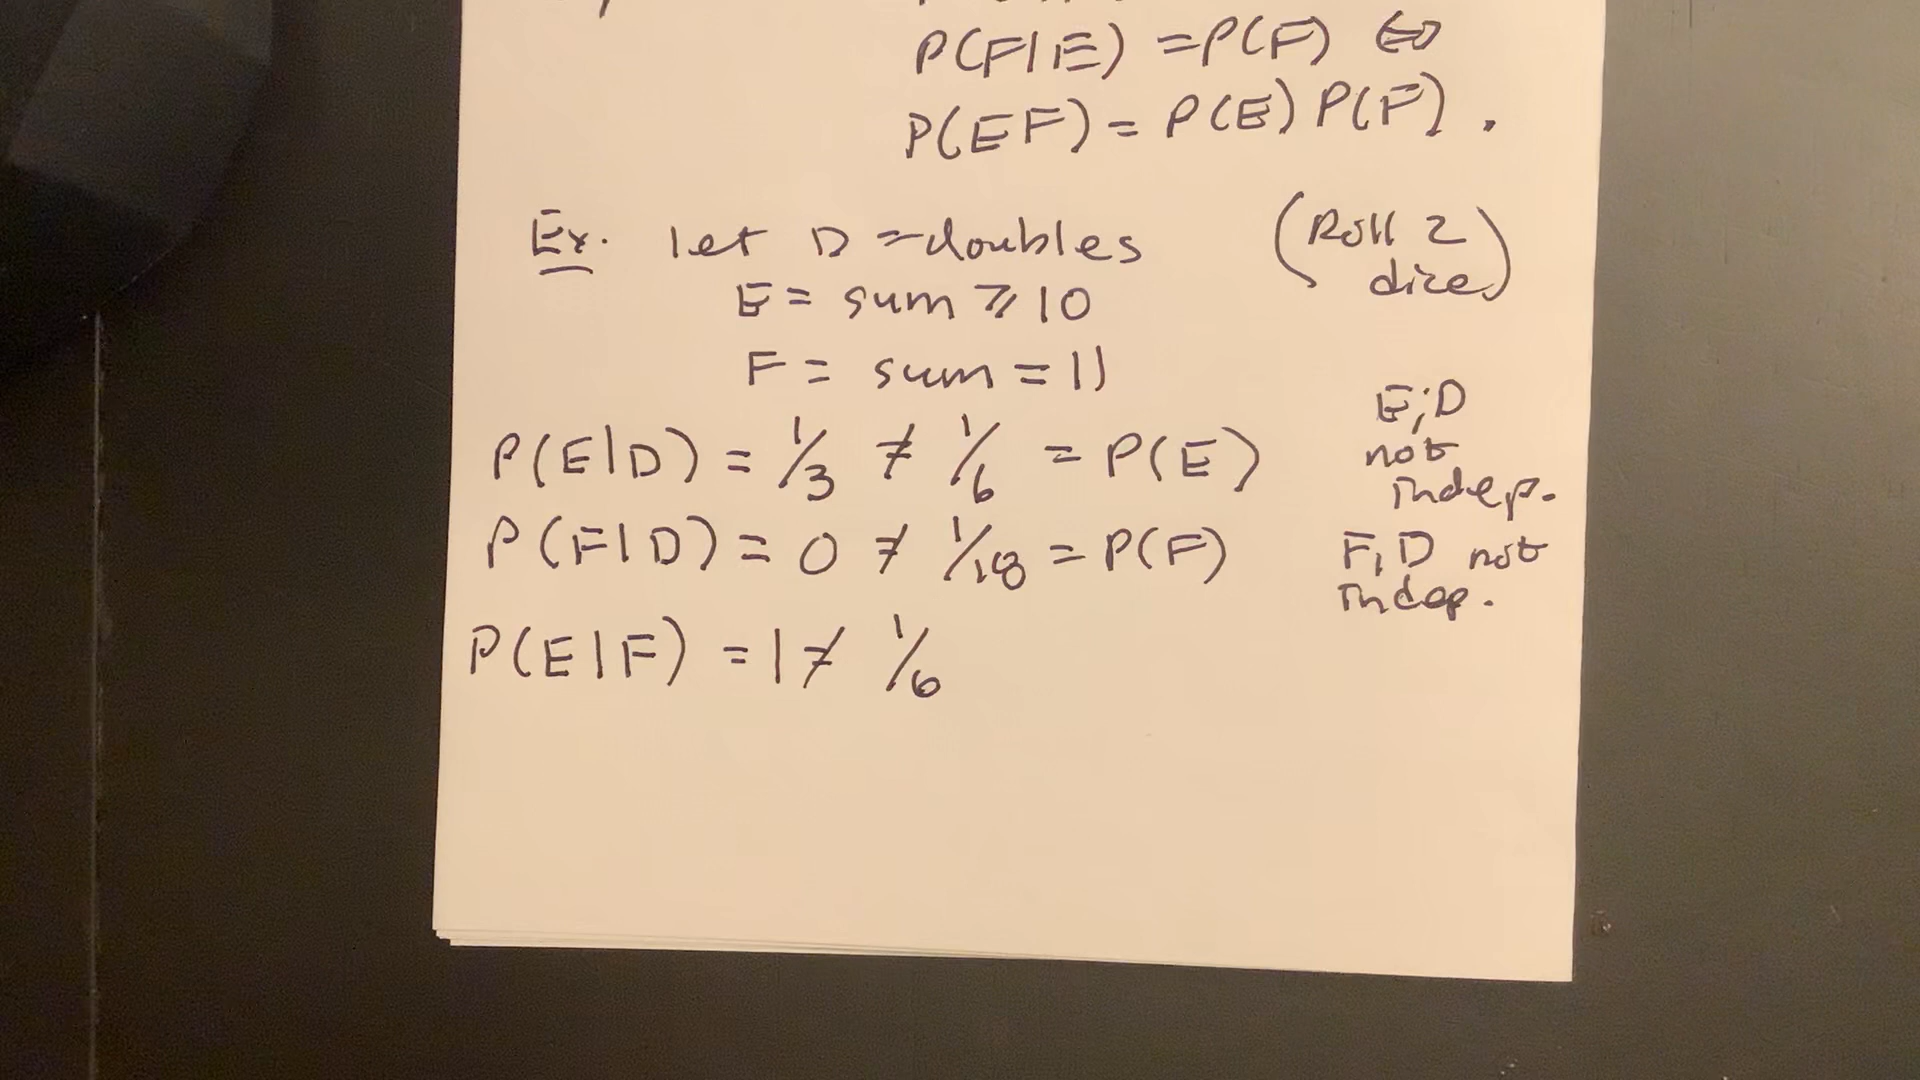 P(F|E) = P(F) ⇔
P(EF) = P(E) P(F).
Ex. let D = doubles (Roll 2 dice)
E = sum ⩾ 10
F = sum = 11
P(E|D) = 1/3 ≠ 1/6 = P(E) E, D not indep.
P(F|D) = 0 ≠ 1/18 = P(F) F, D not indep.
P(E|F) = 1 ≠ 1/6